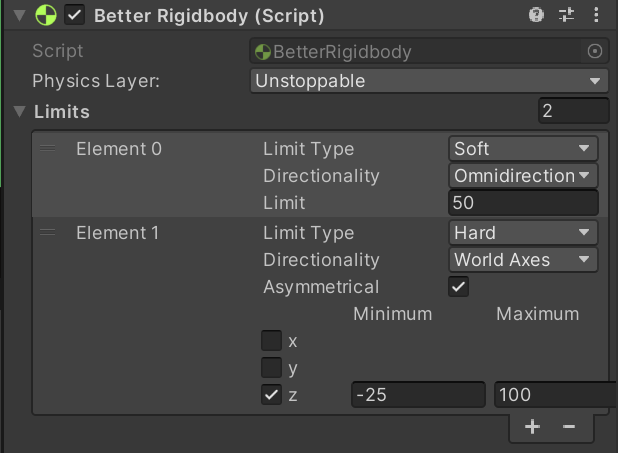 Better Rigidbody (Script)
Script BetterRigidbody
Physics Layer: Unstoppable
Limits 2
Element 0 Limit Type Soft
Directionality Omnidirection
Limit 50
Element 1 Limit Type Hard
Directionality World Axes
Asymmetrical
Minimum Maximum
x
y
z -25 100
+ -